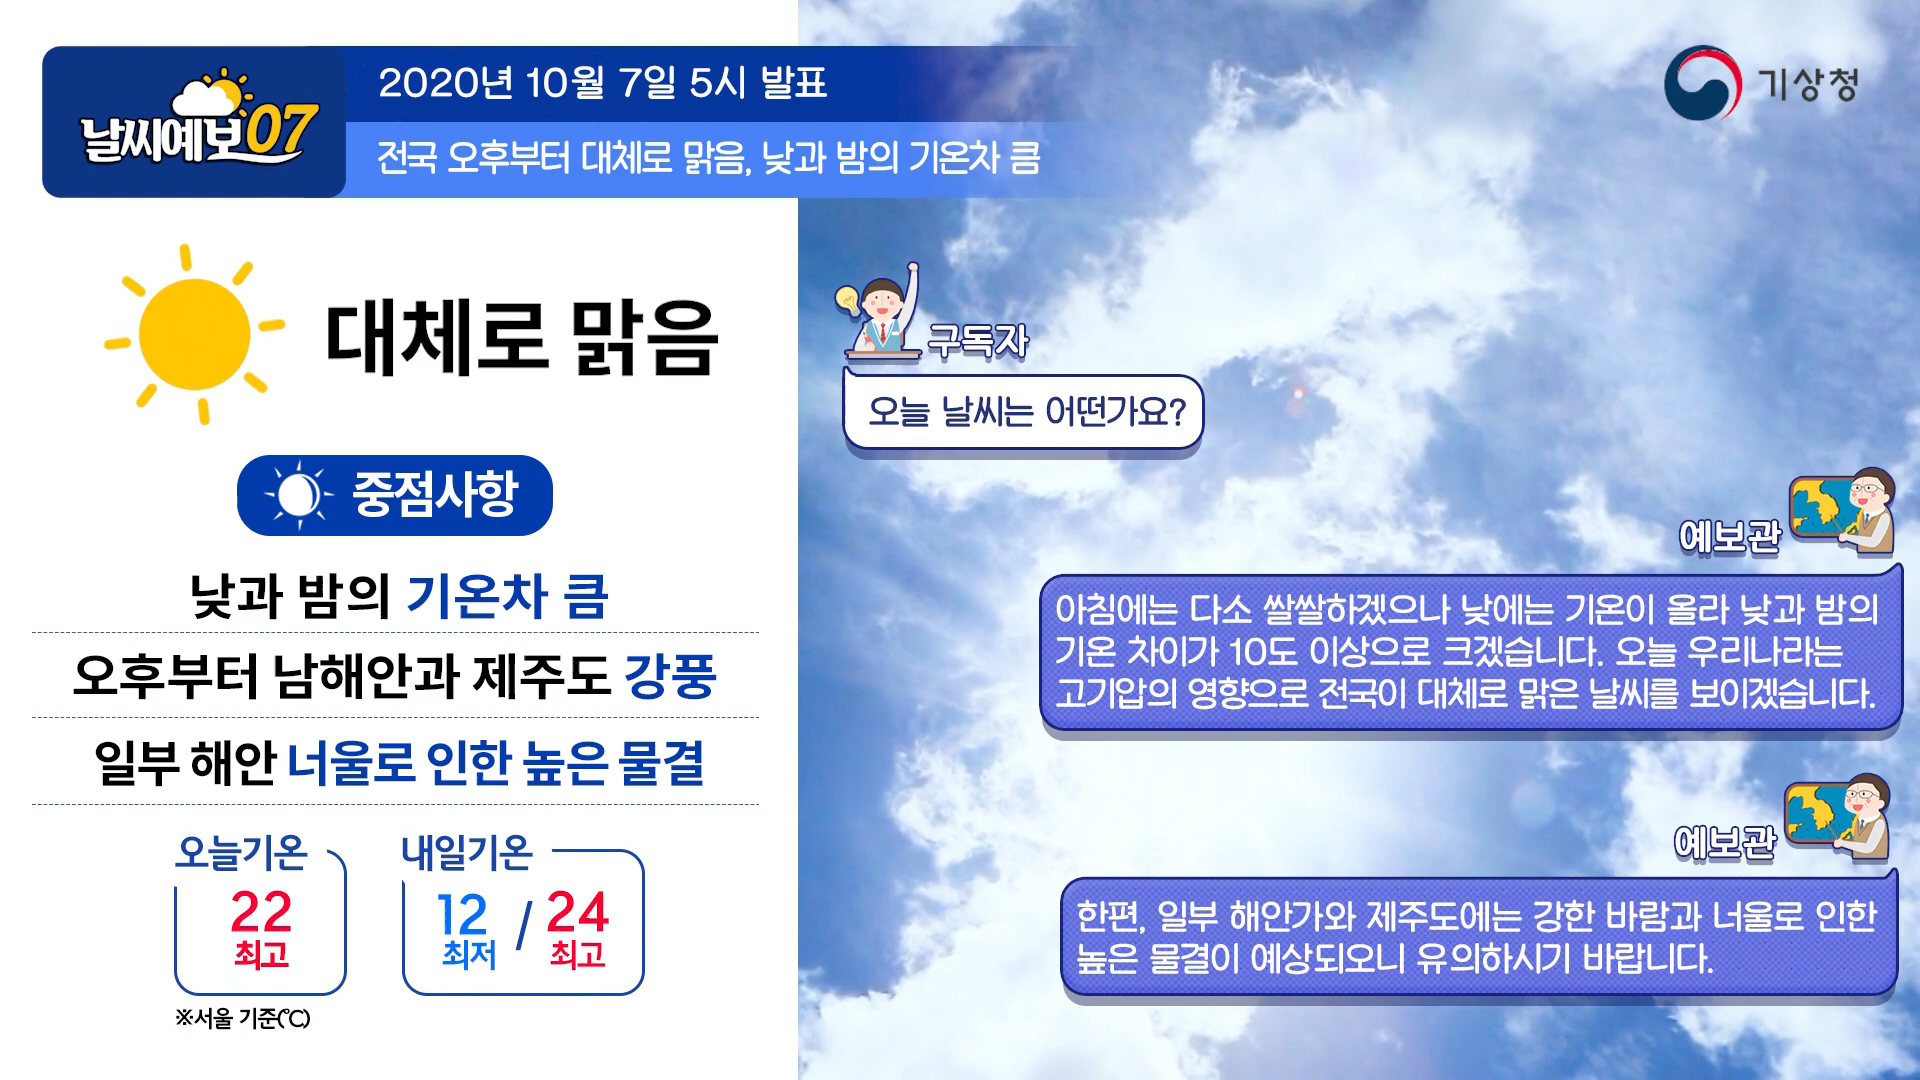 날씨예보07
2020년 10월 7일 5시 발표
전국 오후부터 대체로 맑음, 낮과 밤의 기온차 큼
기상청
대체로 맑음
중점사항
낮과 밤의 기온차 큼
오후부터 남해안과 제주도 강풍
일부 해안 너울로 인한 높은 물결
오늘기온
22
최고
내일기온
12 / 24
최저 최고
※서울 기준(℃)
구독자
오늘 날씨는 어떤가요?
예보관
아침에는 다소 쌀쌀하겠으나 낮에는 기온이 올라 낮과 밤의
기온 차이가 10도 이상으로 크겠습니다. 오늘 우리나라는
고기압의 영향으로 전국이 대체로 맑은 날씨를 보이겠습니다.
예보관
한편, 일부 해안가와 제주도에는 강한 바람과 너울로 인한
높은 물결이 예상되오니 유의하시기 바랍니다.